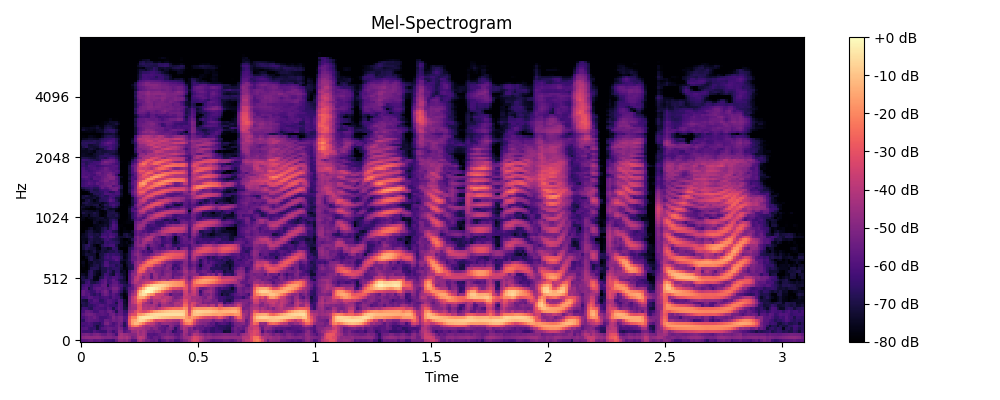 Mel-Spectrogram
Hz
4096
2048
1024
512
0
0
0.5
1
1.5
2
2.5
3
Time
+0 dB
-10 dB
-20 dB
-30 dB
-40 dB
-50 dB
-60 dB
-70 dB
-80 dB